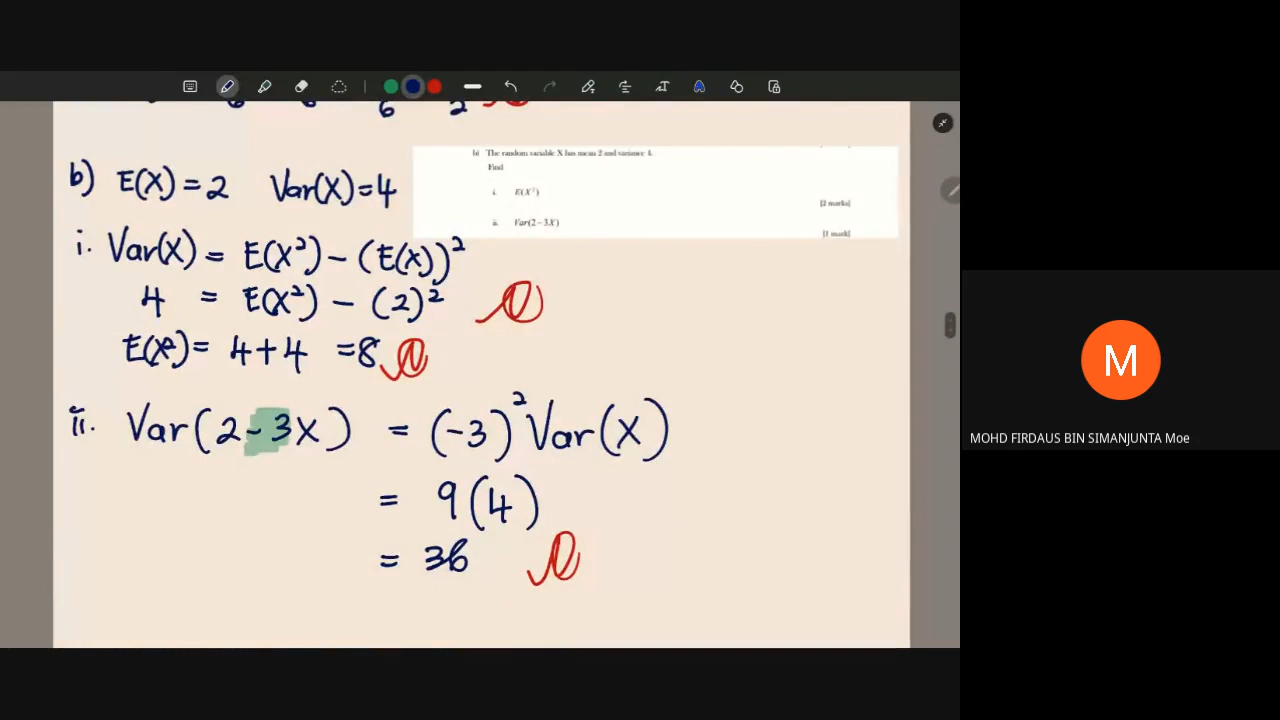 b) The random variable X has mean 2 and variance 4.
Find
i. E(X²)
[2 marks]
ii. Var(2−3X)
[1 mark]
b) E(X) = 2 Var(X) = 4
i. Var(X) = E(X²) − (E(X))²
4 = E(X²) − (2)²
E(X²) = 4 + 4 = 8
ii. Var(2 − 3X) = (−3)² Var(X)
= 9(4)
= 36
M
MOHD FIRDAUS BIN SIMANJUNTA Moe